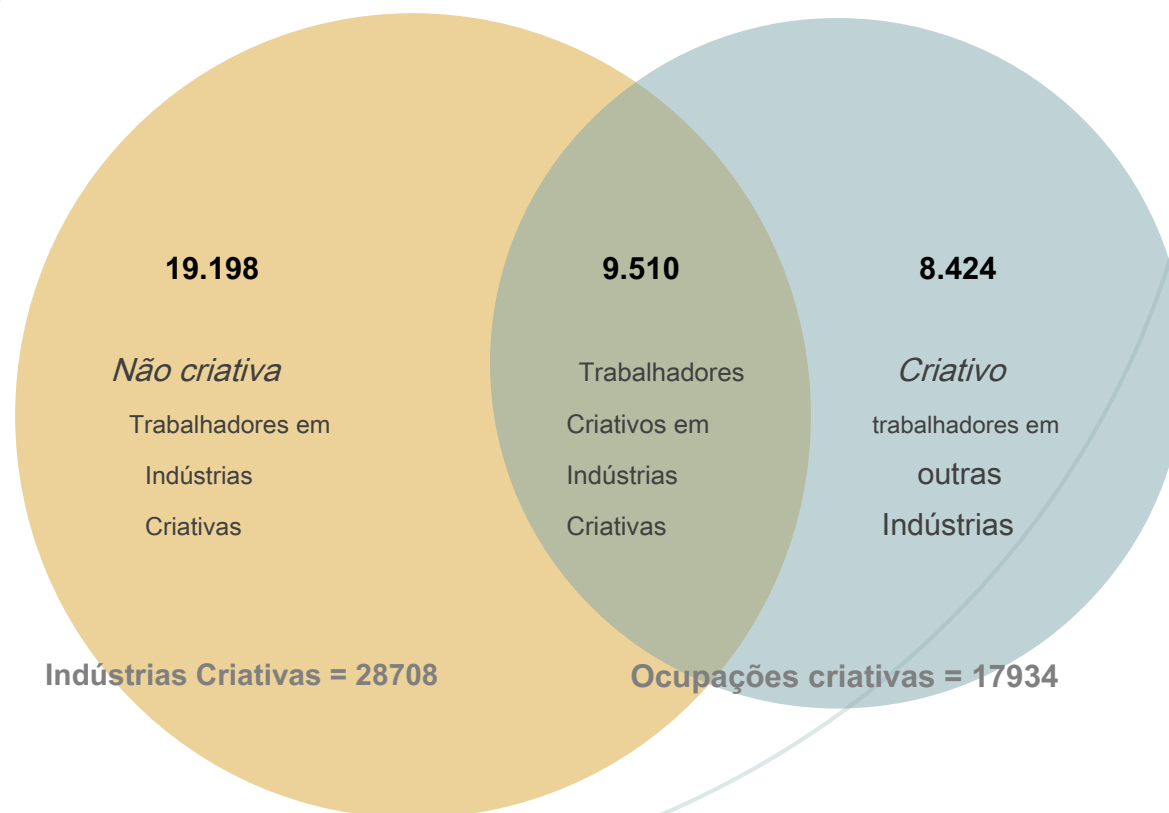 19.198
Não criativa
Trabalhadores em
Indústrias
Criativas
9.510
Trabalhadores
Criativos em
Indústrias
Criativas
8.424
Criativo
trabalhadores em
outras
Indústrias
Indústrias Criativas = 28708
Ocupações criativas = 17934